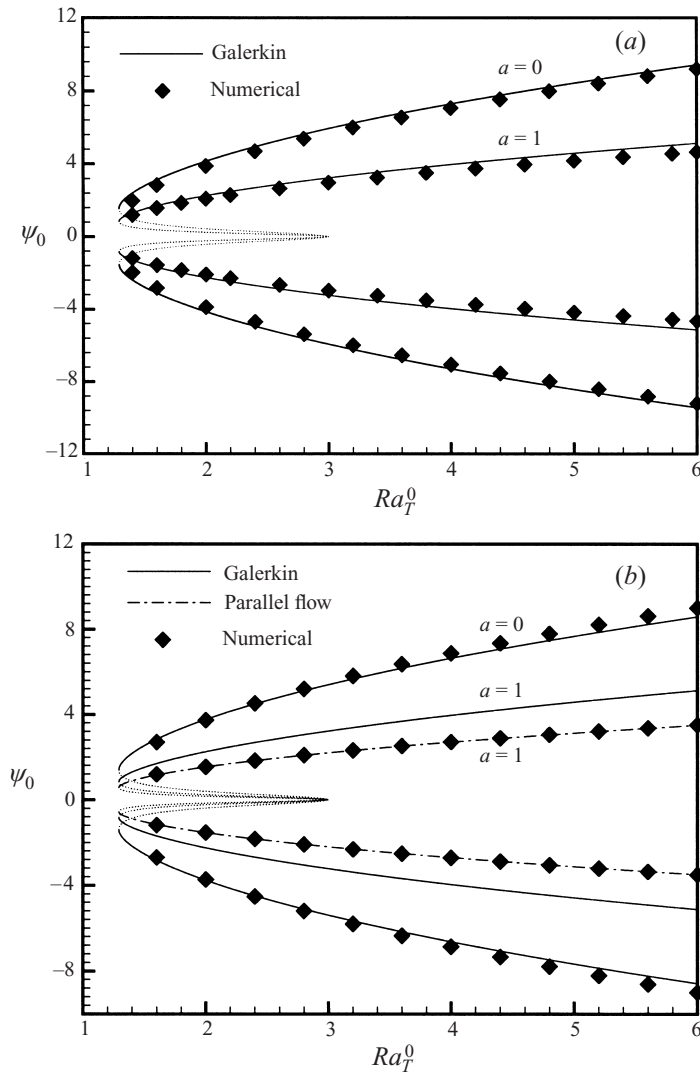 12
(a)
Galerkin
a = 0
8
Numerical
a = 1
4
ψ0
0
−4
−8
−12
1 2 3 4 5 6
Ra_T^0
12
(b)
Galerkin
Parallel flow
a = 0
8
Numerical
a = 1
4
a = 1
ψ0
0
−4
−8
1 2 3 4 5 6
Ra_T^0